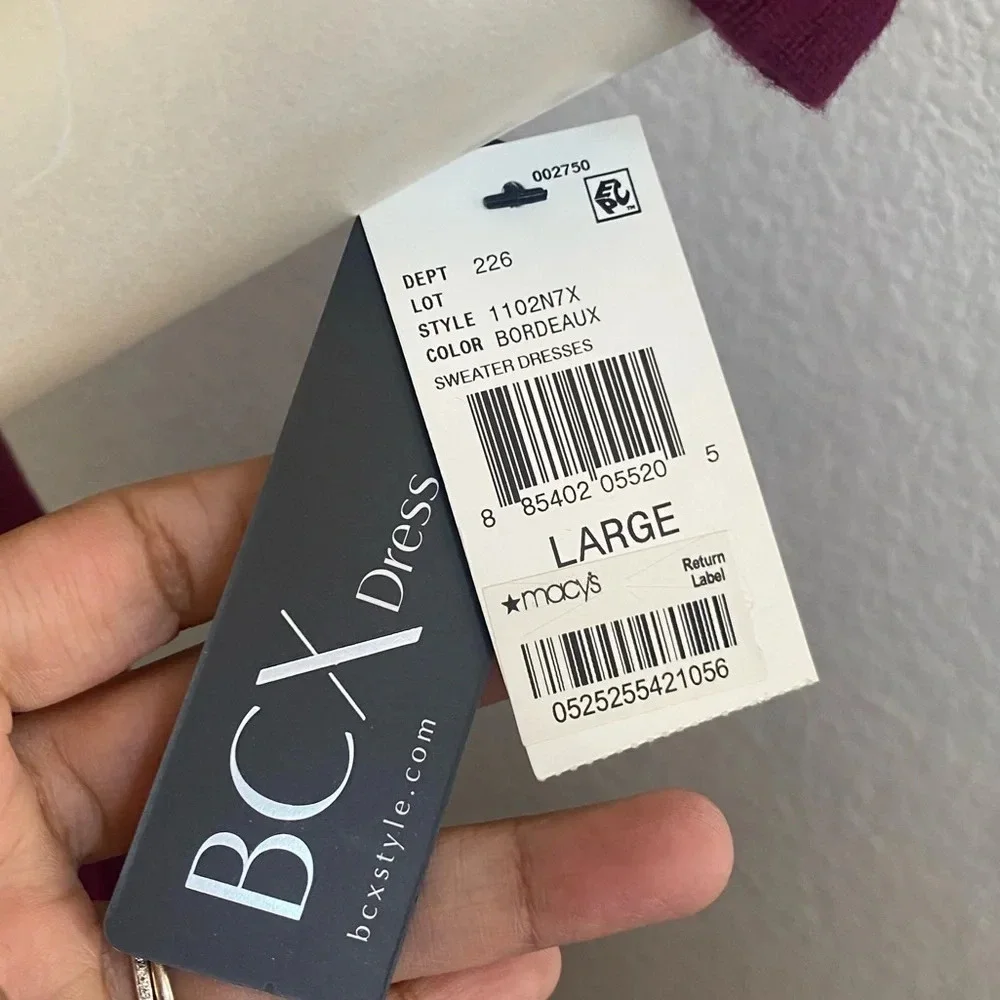 002750
EPC™
DEPT 226
LOT
STYLE 1102N7X
COLOR BORDEAUX
SWEATER DRESSES
8 85402 05520 5
LARGE
★macy's
Return
Label
0525255421056
BCX Dress
bcxstyle.com